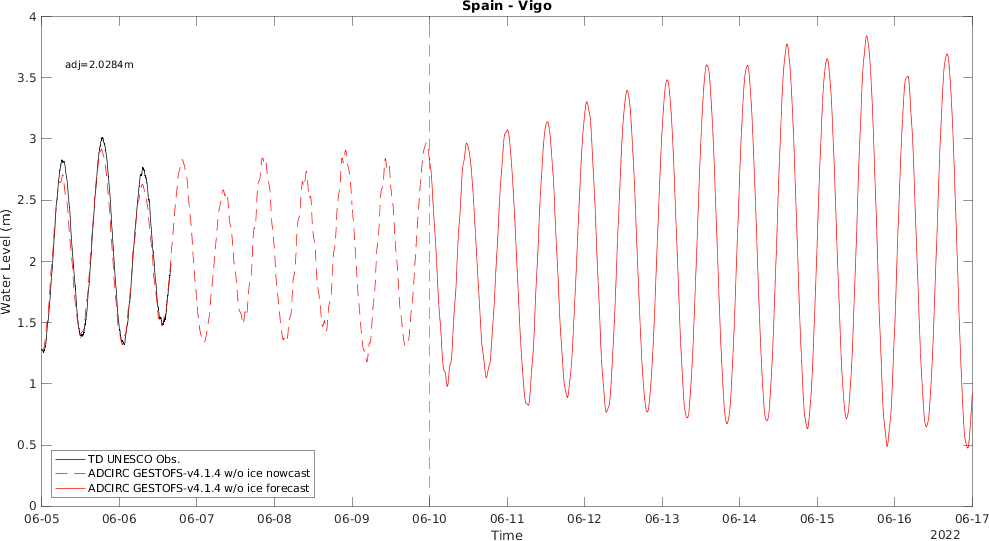 Spain - Vigo
adj=2.0284m
Water Level (m)
4
3.5
3
2.5
2
1.5
1
0.5
0
TD UNESCO Obs.
ADCIRC GESTOFS-v4.1.4 w/o ice nowcast
ADCIRC GESTOFS-v4.1.4 w/o ice forecast
06-05 06-06 06-07 06-08 06-09 06-10 06-11 06-12 06-13 06-14 06-15 06-16 06-17
Time
2022